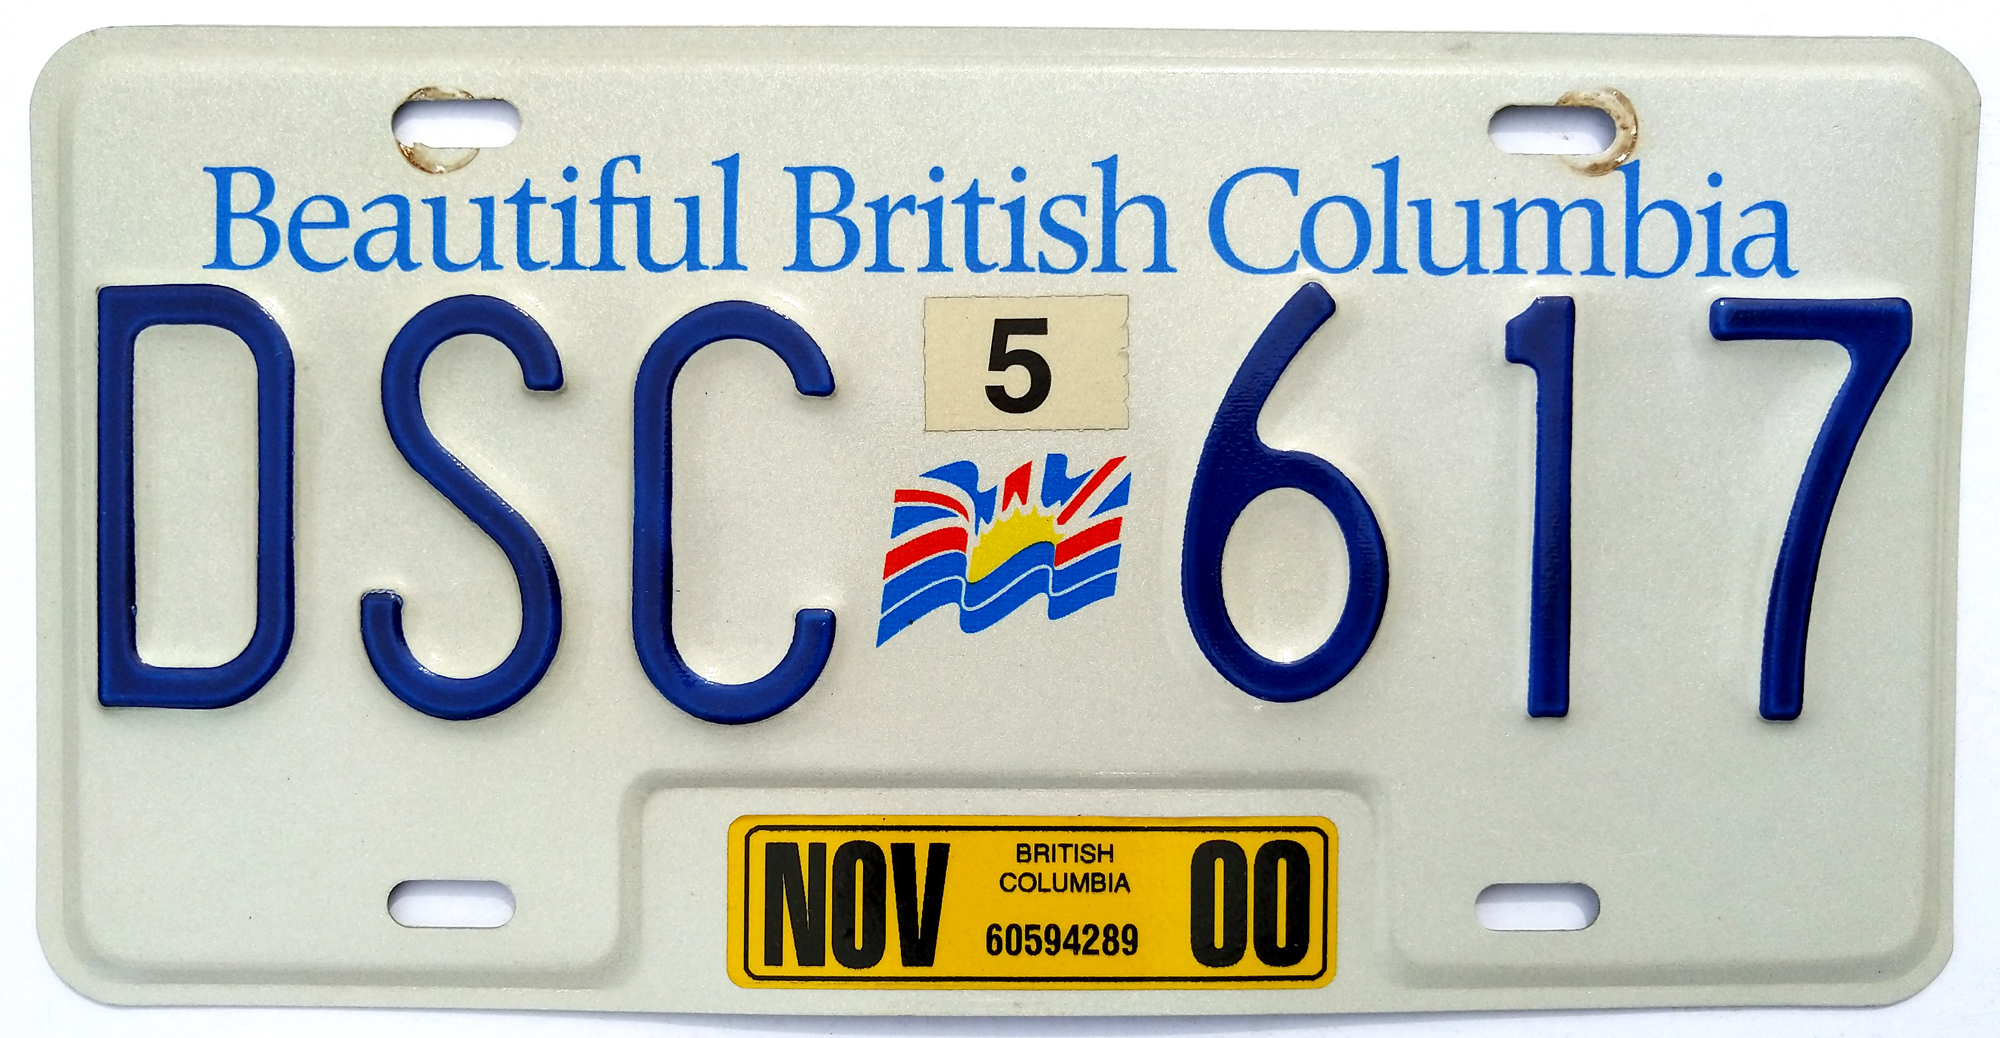 Beautiful British Columbia
5
DSC 617
NOV BRITISH COLUMBIA 60594289 00